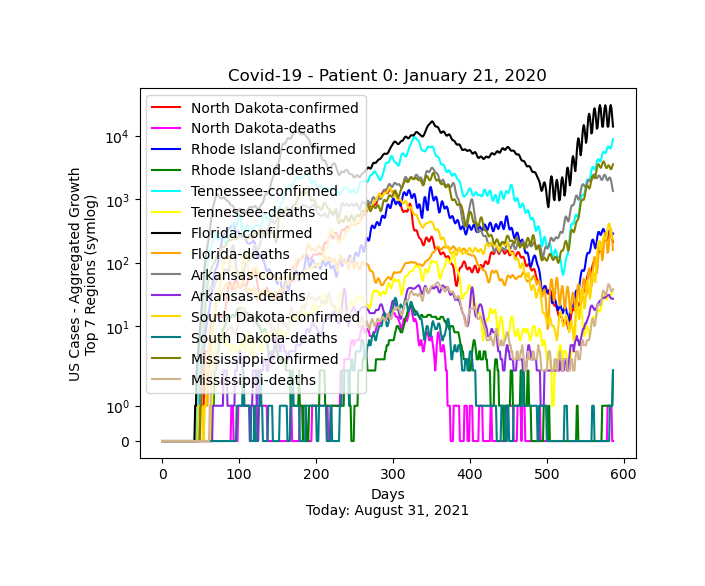 Covid-19 - Patient 0: January 21, 2020
US Cases - Aggregated Growth
Top 7 Regions (symlog)
10^4
10^3
10^2
10^1
10^0
0
North Dakota-confirmed
North Dakota-deaths
Rhode Island-confirmed
Rhode Island-deaths
Tennessee-confirmed
Tennessee-deaths
Florida-confirmed
Florida-deaths
Arkansas-confirmed
Arkansas-deaths
South Dakota-confirmed
South Dakota-deaths
Mississippi-confirmed
Mississippi-deaths
0 100 200 300 400 500 600
Days
Today: August 31, 2021